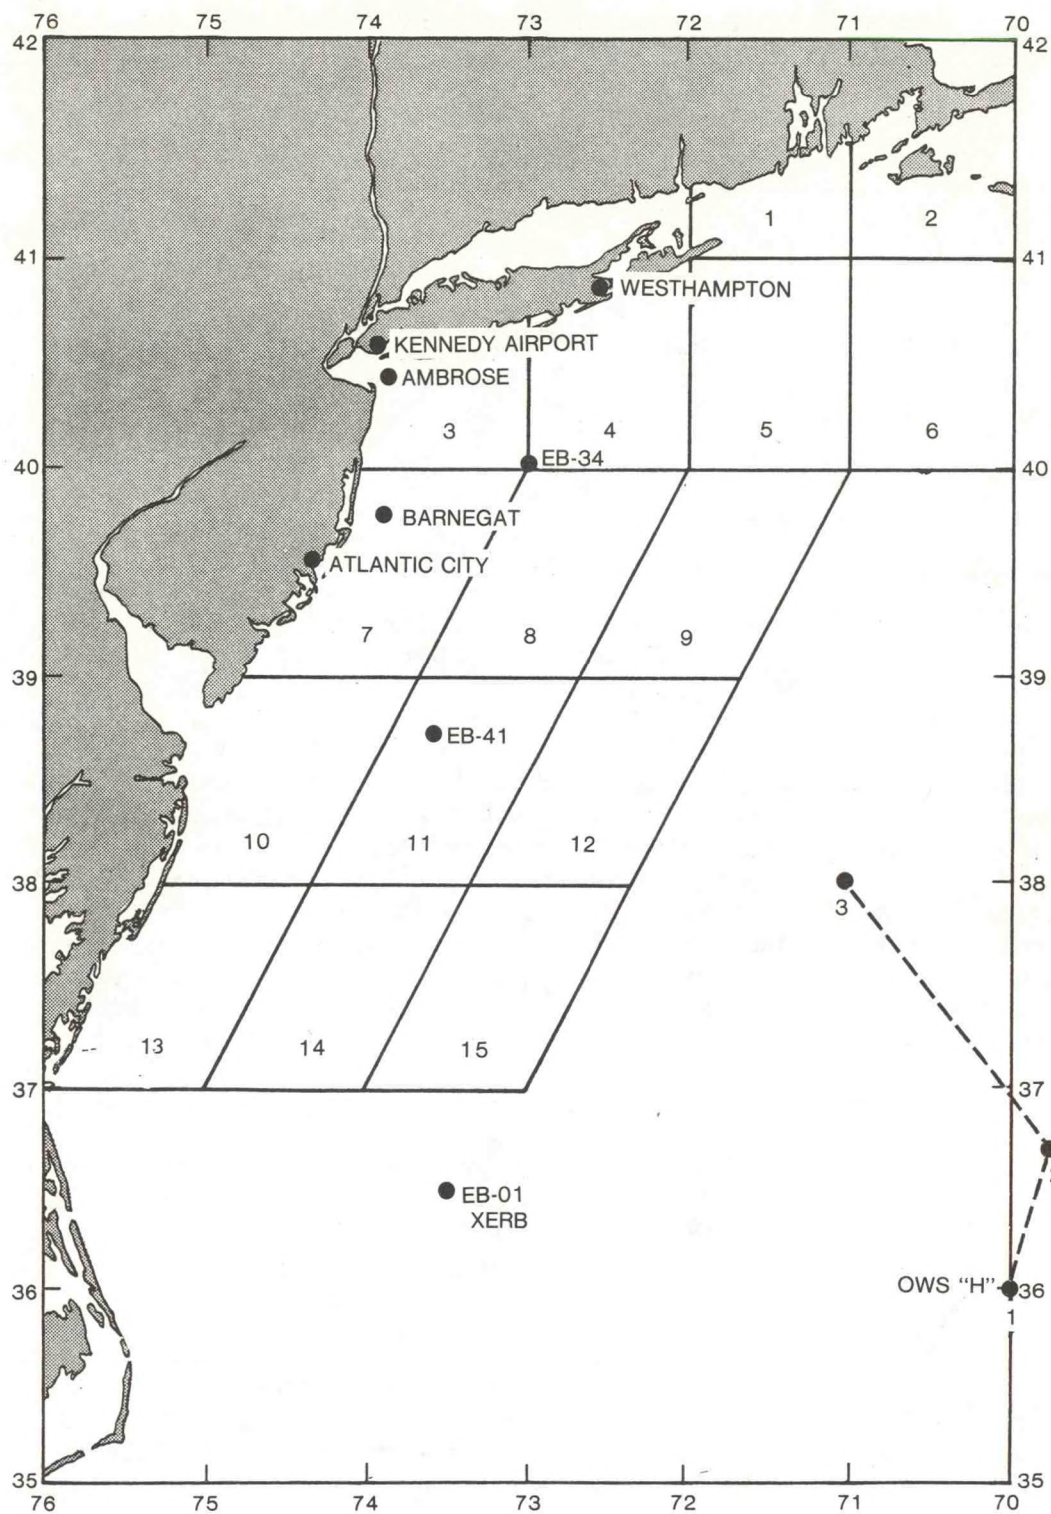 76 75 74 73 72 71 70
42 42
1 2
41 41
WESTHAMPTON
KENNEDY AIRPORT
AMBROSE
3 4 5 6
EB-34
40 40
BARNEGAT
ATLANTIC CITY
7 8 9
39 39
EB-41
10 11 12
38 38
3
13 14 15
37 37
EB-01
XERB
OWS "H"
36 36
1
35 35
76 75 74 73 72 71 70